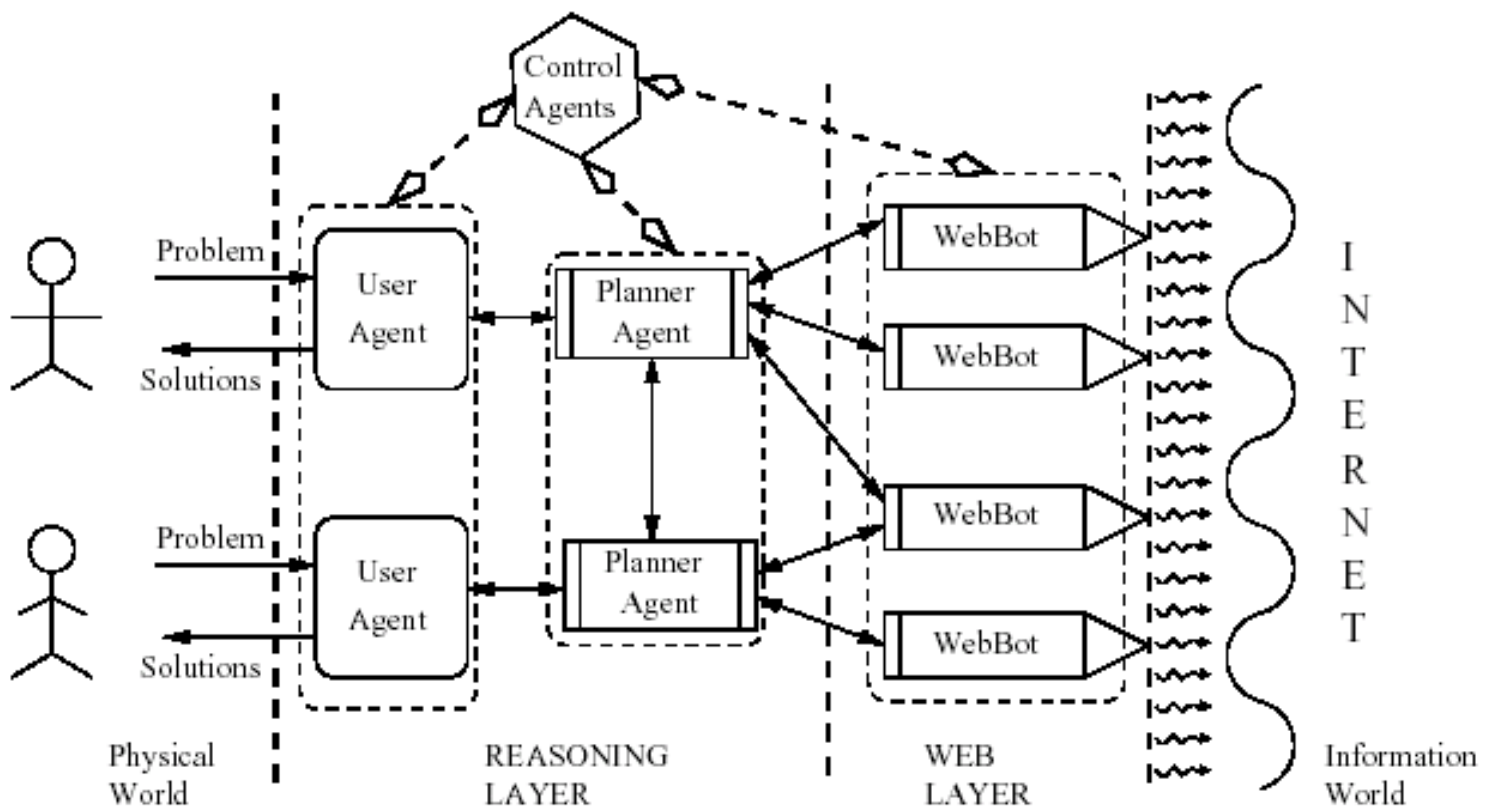 Control
Agents
Problem
User
Agent
Solutions
Planner
Agent
WebBot
WebBot
Problem
User
Agent
Solutions
Planner
Agent
WebBot
WebBot
INTERNET
Physical
World
REASONING
LAYER
WEB
LAYER
Information
World